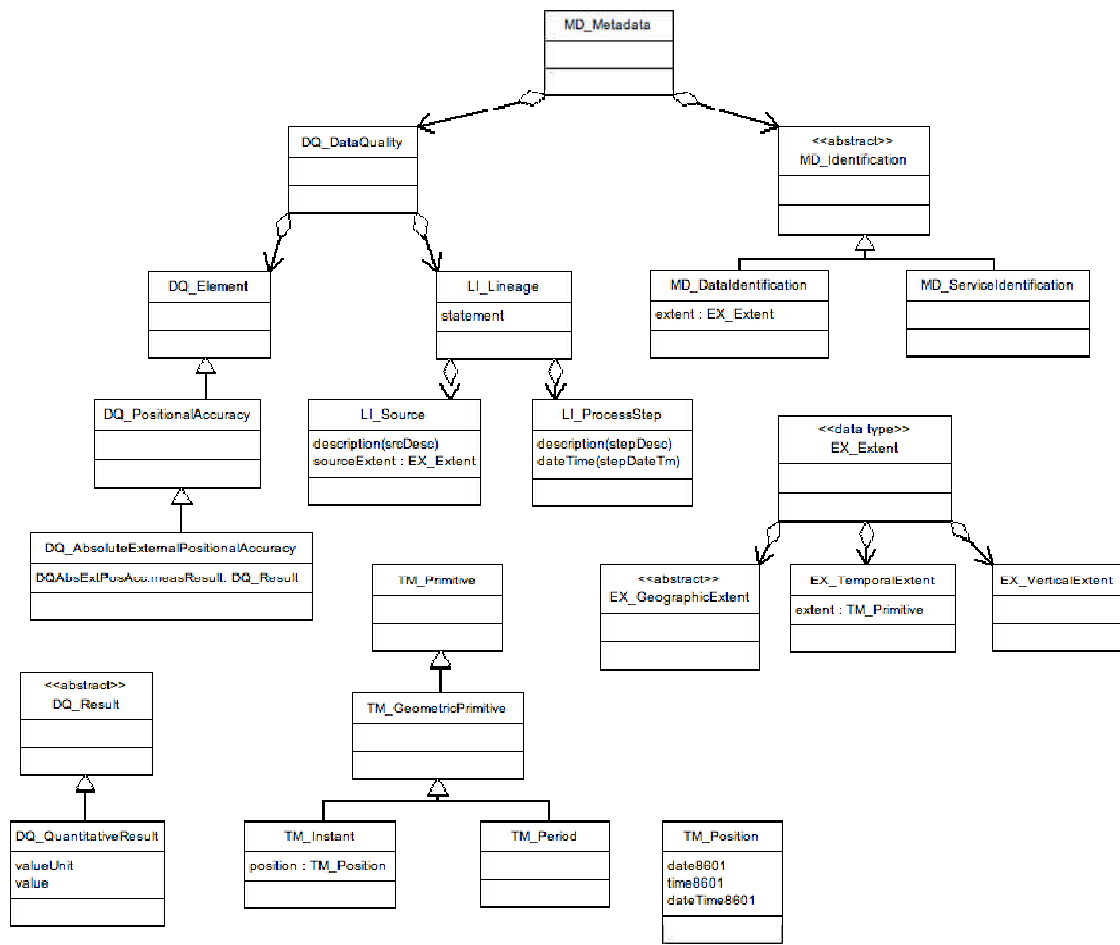 MD_Metadata
DQ_DataQuality
<<abstract>>
MD_Identification
DQ_Element
LI_Lineage
statement
MD_DataIdentification
extent : EX_Extent
MD_ServiceIdentification
DQ_PositionalAccuracy
LI_Source
description(srcDesc)
sourceExtent : EX_Extent
LI_ProcessStep
description(stepDesc)
dateTime(stepDateTm)
<<data type>>
EX_Extent
DQ_AbsoluteExternalPositionalAccuracy
DQAbsExtPosAcc.measResult: DQ_Result
TM_Primitive
<<abstract>>
EX_GeographicExtent
EX_TemporalExtent
extent : TM_Primitive
EX_VerticalExtent
<<abstract>>
DQ_Result
TM_GeometricPrimitive
DQ_QuantitativeResult
valueUnit
value
TM_Instant
position : TM_Position
TM_Period
TM_Position
date8601
time8601
dateTime8601